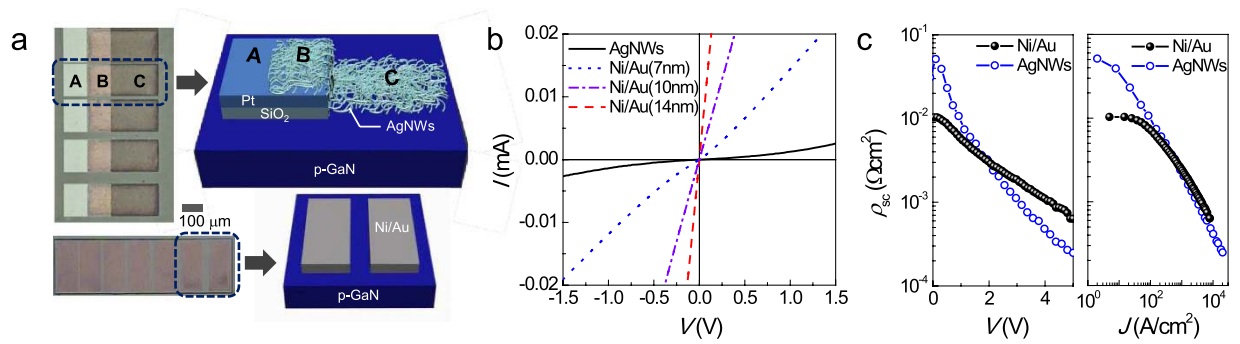 a
A B C
A
B
C
Pt
SiO₂
AgNWs
p-GaN
100 μm
Ni/Au
p-GaN
b
I (mA)
0.02
0.01
0.00
-0.01
-0.02
AgNWs
Ni/Au(7nm)
Ni/Au(10nm)
Ni/Au(14nm)
-1.5 -1.0 -0.5 0.0 0.5 1.0 1.5
V (V)
c
ρsc (Ωcm²)
10⁻¹
10⁻²
10⁻³
10⁻⁴
Ni/Au
AgNWs
0 2 4
V (V)
Ni/Au
AgNWs
10⁰ 10² 10⁴
J (A/cm²)